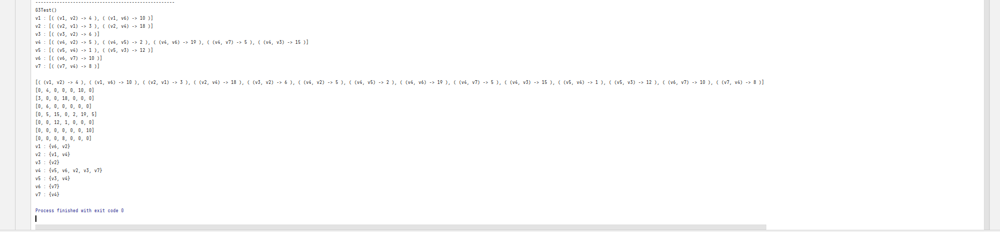 ----------------------------------------------------
G3Test()
v1 : [( (v1, v2) -> 4 ), ( (v1, v6) -> 10 )]
v2 : [( (v2, v1) -> 3 ), ( (v2, v4) -> 18 )]
v3 : [( (v3, v2) -> 6 )]
v4 : [( (v4, v2) -> 5 ), ( (v4, v5) -> 2 ), ( (v4, v6) -> 19 ), ( (v4, v7) -> 5 ), ( (v4, v3) -> 15 )]
v5 : [( (v5, v4) -> 1 ), ( (v5, v3) -> 12 )]
v6 : [( (v6, v7) -> 10 )]
v7 : [( (v7, v4) -> 8 )]
[( (v1, v2) -> 4 ), ( (v1, v6) -> 10 ), ( (v2, v1) -> 3 ), ( (v2, v4) -> 18 ), ( (v3, v2) -> 6 ), ( (v4, v2) -> 5 ), ( (v4, v5) -> 2 ), ( (v4, v6) -> 19 ), ( (v4, v7) -> 5 ), ( (v4, v3) -> 15 ), ( (v5, v4) -> 1 ), ( (v5, v3) -> 12 ), ( (v6, v7) -> 10 ), ( (v7, v4) -> 8 )]
[0, 4, 0, 0, 0, 10, 0]
[3, 0, 0, 18, 0, 0, 0]
[0, 6, 0, 0, 0, 0, 0]
[0, 5, 15, 0, 2, 19, 5]
[0, 0, 12, 1, 0, 0, 0]
[0, 0, 0, 0, 0, 0, 10]
[0, 0, 0, 8, 0, 0, 0]
v1 : {v6, v2}
v2 : {v1, v4}
v3 : {v2}
v4 : {v5, v6, v2, v3, v7}
v5 : {v3, v4}
v6 : {v7}
v7 : {v4}
Process finished with exit code 0